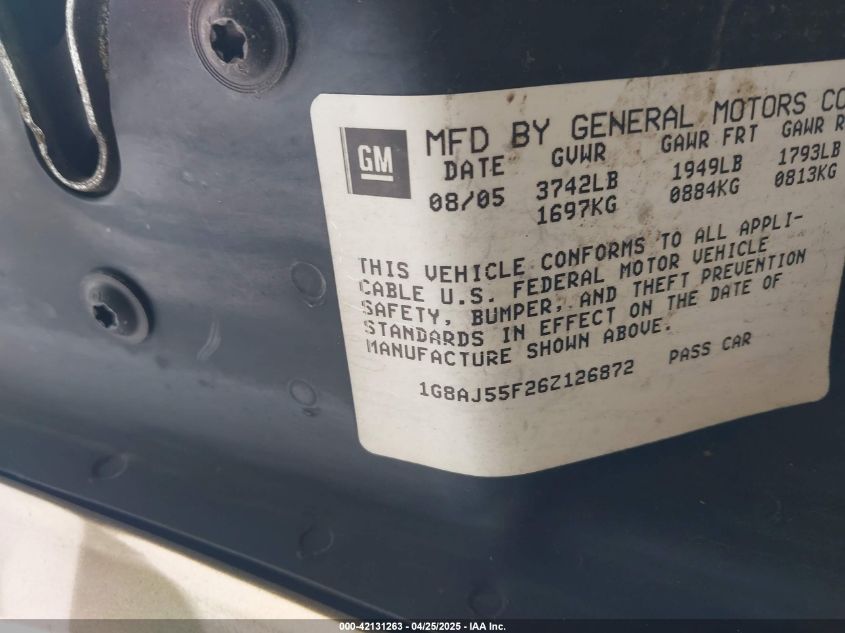 GM
MFD BY GENERAL MOTORS CO
DATE GVWR GAWR FRT GAWR R
08/05 3742LB 1949LB 1793LB
1697KG 0884KG 0813KG
THIS VEHICLE CONFORMS TO ALL APPLI-
CABLE U.S. FEDERAL MOTOR VEHICLE
SAFETY, BUMPER, AND THEFT PREVENTION
STANDARDS IN EFFECT ON THE DATE OF
MANUFACTURE SHOWN ABOVE.
1G8AJ55F26Z126872 PASS CAR
000-42131263 - 04/25/2025 - IAA Inc.